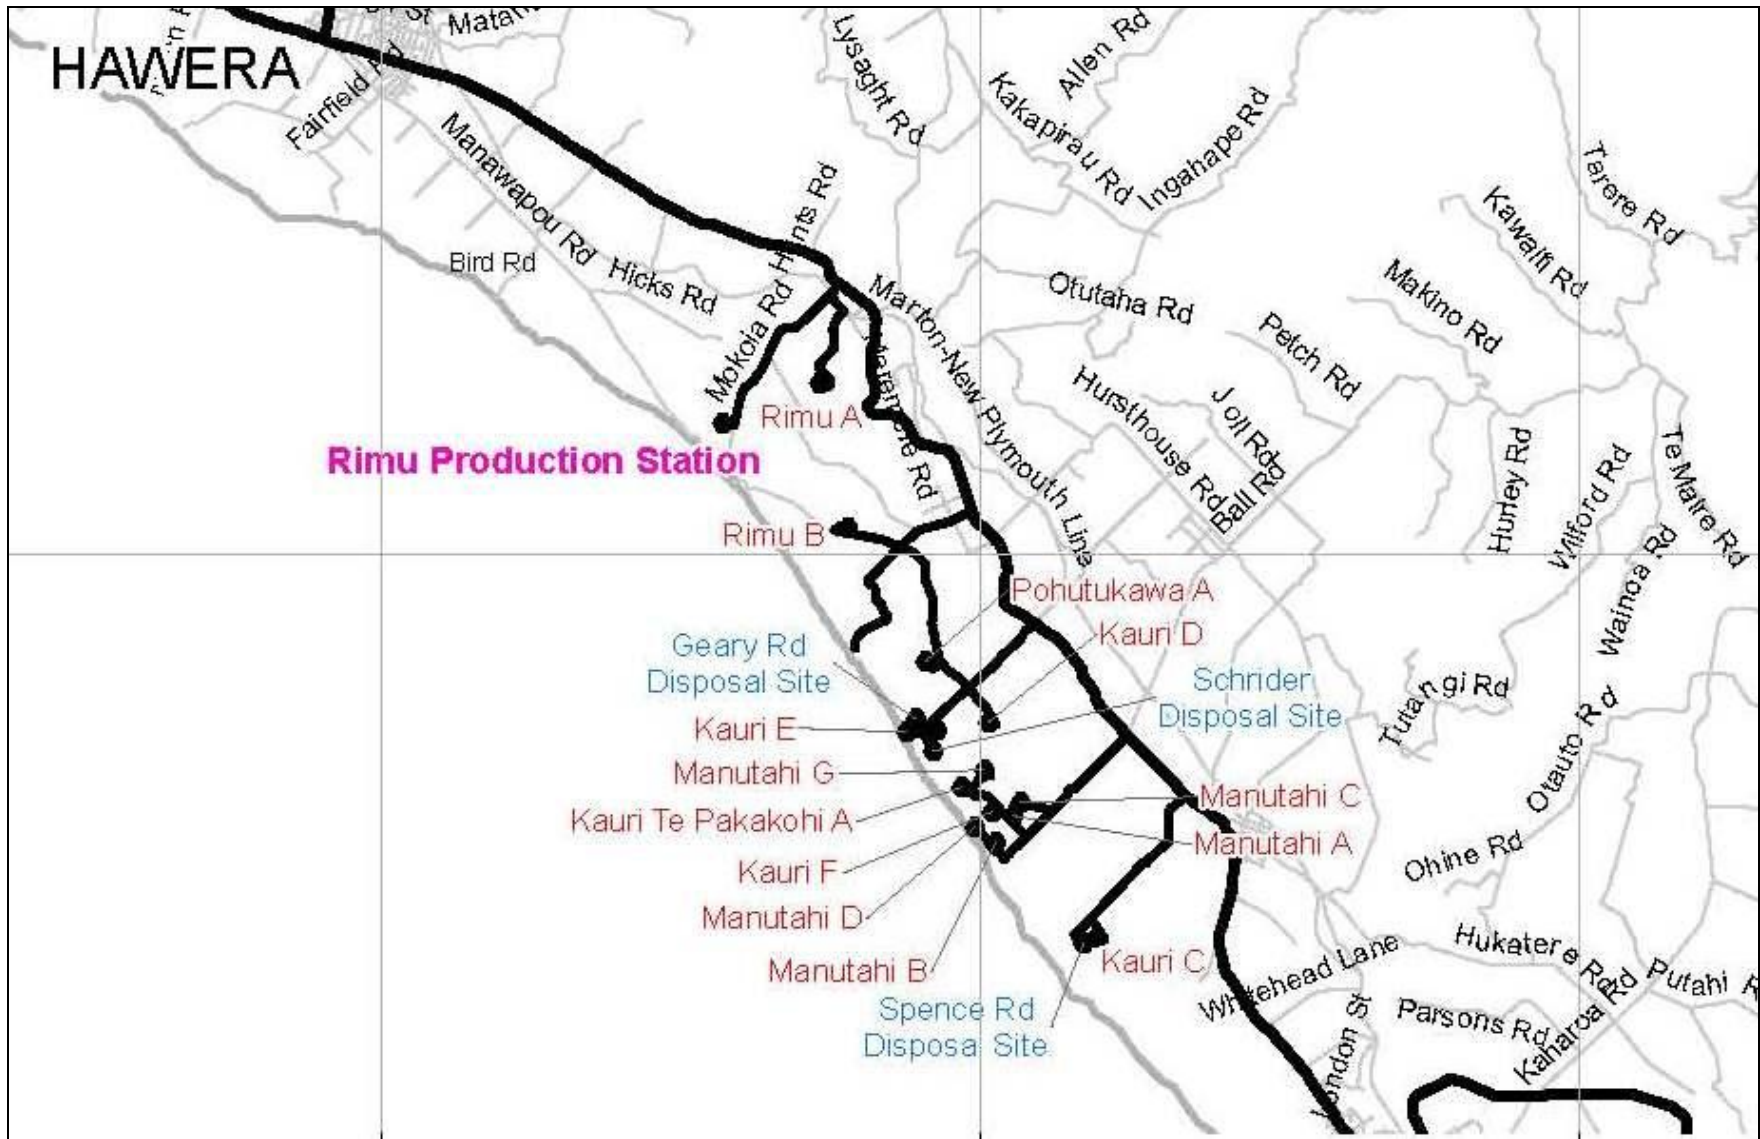 Matan
HAWERA
Fairfield Rd
Lysaght Rd
Allen Rd
Kakapirau Rd
Ingahape Rd
Manawapou Rd
Tarere Rd
Hunts Rd
Kawaiti Rd
Bird Rd
Hicks Rd
Mokoia Rd
Marton-New Plymouth Line
Otutaha Rd
Makino Rd
Petch Rd
Hursthouse Rd
Joll Rd
Ball Rd
Rimu A
Rimu Production Station
Hurley Rd
Wilford Rd
Te Matre Rd
Rimu B
Wainoa Rd
Pohutukawa A
Kauri D
Geary Rd
Disposal Site
Schrider
Disposal Site
Tutangi Rd
Kauri E
Otauto Rd
Manutahi G
Manutahi C
Kauri Te Pakakohi A
Manutahi A
Ohine Rd
Kauri F
Manutahi D
Manutahi B
Kauri C
Whitehead Lane
Hukatere Rd
Putahi R
Spence Rd
Disposal Site
London St
Parsons Rd
Kaharoa Rd